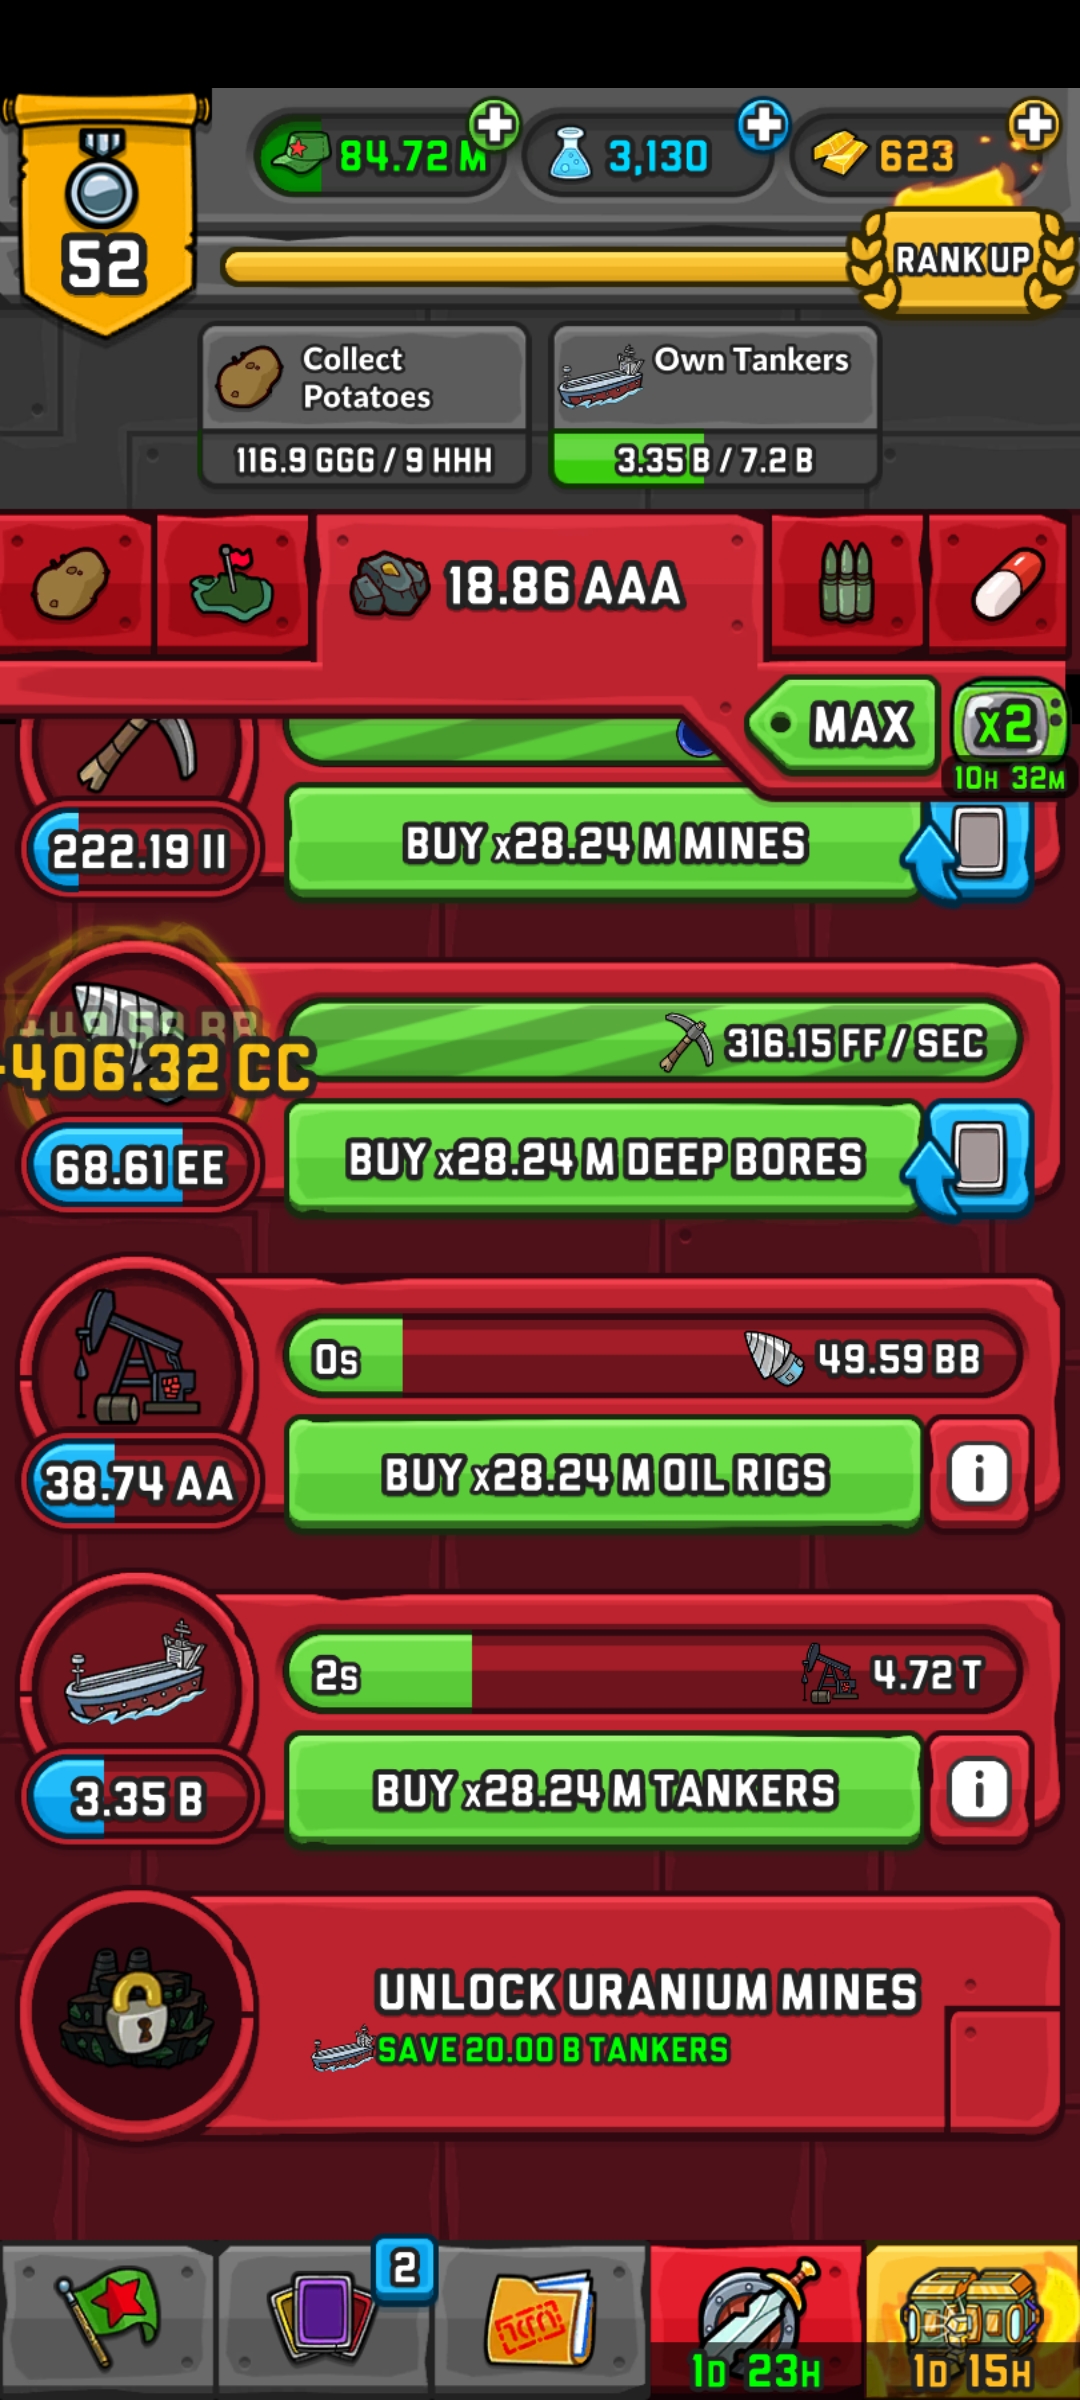 84.72 M
3,130
623
52
RANK UP
Collect
Potatoes
Own Tankers
116.9 GGG / 9 HHH
3.35 B / 7.2 B
18.86 AAA
MAX
x2
10H 32M
222.19 II
BUY x28.24 M MINES
+49.59 BB
-406.32 CC
316.15 FF / SEC
68.61 EE
BUY x28.24 M DEEP BORES
0s
49.59 BB
38.74 AA
BUY x28.24 M OIL RIGS
i
2s
4.72 T
3.35 B
BUY x28.24 M TANKERS
i
UNLOCK URANIUM MINES
SAVE 20.00 B TANKERS
2
1D 23H
1D 15H